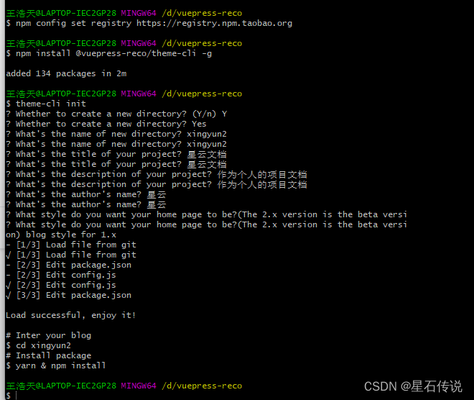 王浩天@LAPTOP-IEC2GP28 MINGW64 /d/vuepress-reco
$ npm config set registry https://registry.npm.taobao.org
王浩天@LAPTOP-IEC2GP28 MINGW64 /d/vuepress-reco
$ npm install @vuepress-reco/theme-cli -g
added 134 packages in 2m
王浩天@LAPTOP-IEC2GP28 MINGW64 /d/vuepress-reco
$ theme-cli init
? Whether to create a new directory? (Y/n) Y
? Whether to create a new directory? Yes
? What's the name of new directory? xingyun2
? What's the name of new directory? xingyun2
? What's the title of your project? 星云文档
? What's the title of your project? 星云文档
? What's the description of your project? 作为个人的项目文档
? What's the description of your project? 作为个人的项目文档
? What's the author's name? 星云
? What's the author's name? 星云
? What style do you want your home page to be?(The 2.x version is the beta versi
? What style do you want your home page to be?(The 2.x version is the beta versi
on) blog style for 1.x
- [1/3] Load file from git
√ [1/3] Load file from git
- [2/3] Edit package.json
- [2/3] Edit config.js
√ [2/3] Edit config.js
√ [3/3] Edit package.json
Load successful, enjoy it!
# Inter your blog
$ cd xingyun2
# Install package
$ yarn & npm install
王浩天@LAPTOP-IEC2GP28 MINGW64 /d/vuepress-reco
$
CSDN @星石传说